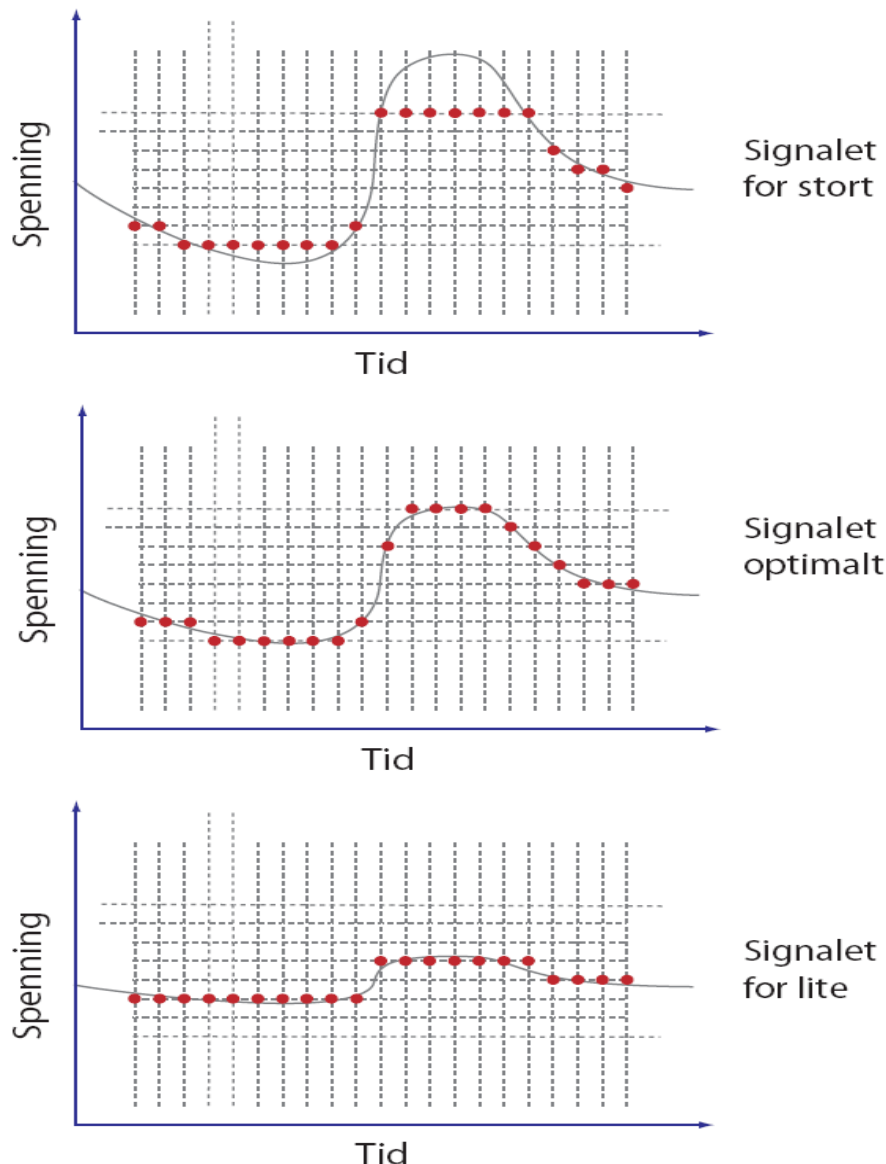 Spenning
Signalet
for stort
Tid
Spenning
Signalet
optimalt
Tid
Spenning
Signalet
for lite
Tid